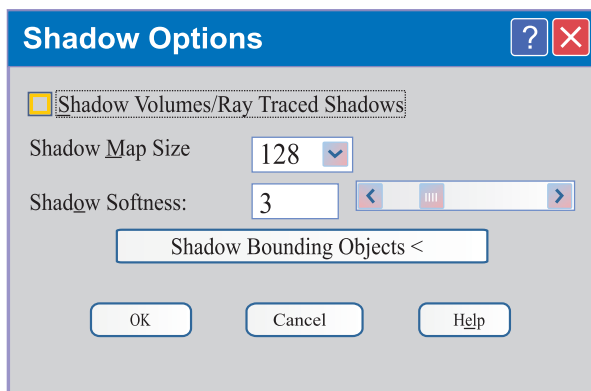 Shadow Options ?
Shadow Volumes/Ray Traced Shadows
Shadow Map Size 128
Shadow Softness: 3
Shadow Bounding Objects <
OK Cancel Help